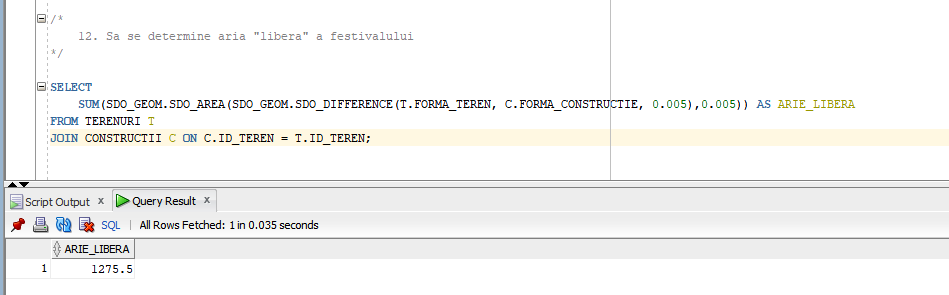 /*
12. Sa se determine aria "libera" a festivalului
*/
SELECT
SUM(SDO_GEOM.SDO_AREA(SDO_GEOM.SDO_DIFFERENCE(T.FORMA_TEREN, C.FORMA_CONSTRUCTIE, 0.005),0.005)) AS ARIE_LIBERA
FROM TERENURI T
JOIN CONSTRUCTII C ON C.ID_TEREN = T.ID_TEREN;
Script Output x Query Result x
SQL | All Rows Fetched: 1 in 0.035 seconds
ARIE_LIBERA
1 1275.5